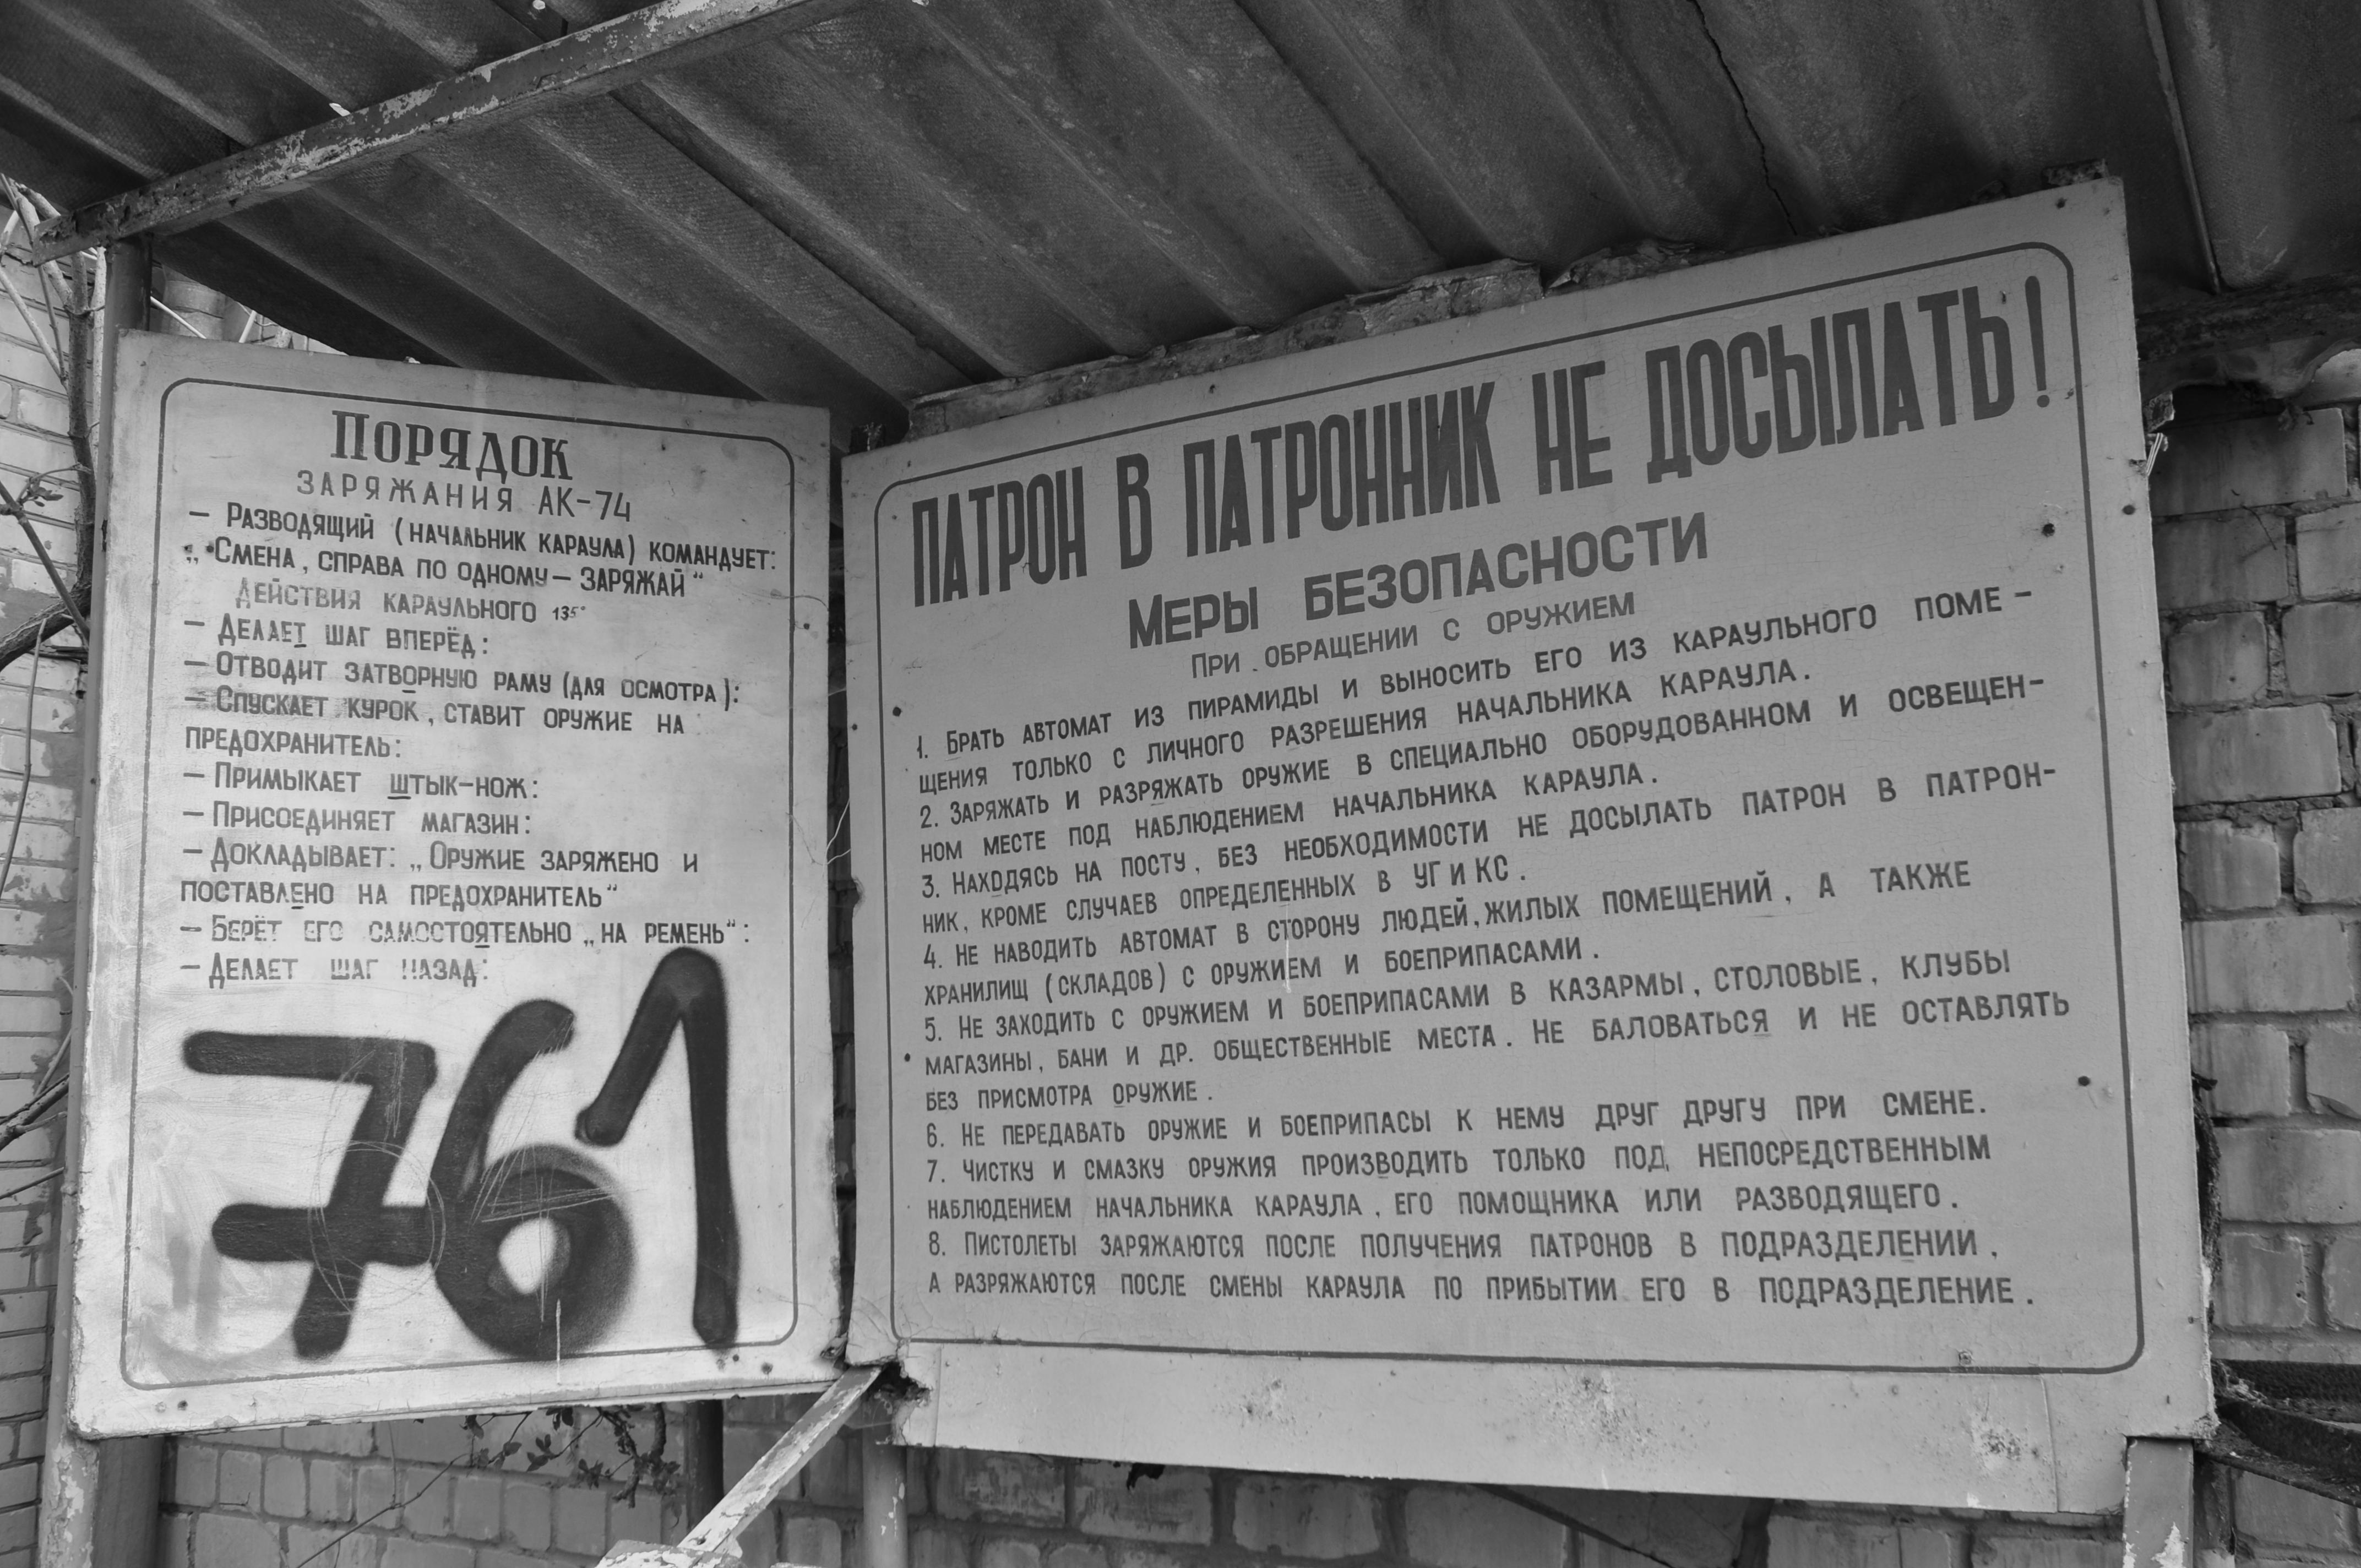 ПОРЯДОК
ЗАРЯЖАНИЯ АК-74
– РАЗВОДЯЩИЙ (НАЧАЛЬНИК КАРАУЛА) КОМАНДУЕТ:
„СМЕНА, СПРАВА ПО ОДНОМУ – ЗАРЯЖАЙ“
ДЕЙСТВИЯ КАРАУЛЬНОГО 135°
– ДЕЛАЕТ ШАГ ВПЕРЁД:
– ОТВОДИТ ЗАТВОРНУЮ РАМУ (ДЛЯ ОСМОТРА):
– СПУСКАЕТ КУРОК, СТАВИТ ОРУЖИЕ НА
ПРЕДОХРАНИТЕЛЬ:
– ПРИМЫКАЕТ ШТЫК-НОЖ:
– ПРИСОЕДИНЯЕТ МАГАЗИН:
– ДОКЛАДЫВАЕТ: „ОРУЖИЕ ЗАРЯЖЕНО И
ПОСТАВЛЕНО НА ПРЕДОХРАНИТЕЛЬ“
– БЕРЁТ ЕГО САМОСТОЯТЕЛЬНО „НА РЕМЕНЬ“:
– ДЕЛАЕТ ШАГ НАЗАД:
761
ПАТРОН В ПАТРОННИК НЕ ДОСЫЛАТЬ!
МЕРЫ БЕЗОПАСНОСТИ
ПРИ ОБРАЩЕНИИ С ОРУЖИЕМ
1. БРАТЬ АВТОМАТ ИЗ ПИРАМИДЫ И ВЫНОСИТЬ ЕГО ИЗ КАРАУЛЬНОГО ПОМЕ-
ЩЕНИЯ ТОЛЬКО С ЛИЧНОГО РАЗРЕШЕНИЯ НАЧАЛЬНИКА КАРАУЛА.
2. ЗАРЯЖАТЬ И РАЗРЯЖАТЬ ОРУЖИЕ В СПЕЦИАЛЬНО ОБОРУДОВАННОМ И ОСВЕЩЕН-
НОМ МЕСТЕ ПОД НАБЛЮДЕНИЕМ НАЧАЛЬНИКА КАРАУЛА.
3. НАХОДЯСЬ НА ПОСТУ, БЕЗ НЕОБХОДИМОСТИ НЕ ДОСЫЛАТЬ ПАТРОН В ПАТРОН-
НИК, КРОМЕ СЛУЧАЕВ ОПРЕДЕЛЕННЫХ В УГ И КС.
4. НЕ НАВОДИТЬ АВТОМАТ В СТОРОНУ ЛЮДЕЙ, ЖИЛЫХ ПОМЕЩЕНИЙ, А ТАКЖЕ
ХРАНИЛИЩ (СКЛАДОВ) С ОРУЖИЕМ И БОЕПРИПАСАМИ.
5. НЕ ЗАХОДИТЬ С ОРУЖИЕМ И БОЕПРИПАСАМИ В КАЗАРМЫ, СТОЛОВЫЕ, КЛУБЫ
МАГАЗИНЫ, БАНИ И ДР. ОБЩЕСТВЕННЫЕ МЕСТА. НЕ БАЛОВАТЬСЯ И НЕ ОСТАВЛЯТЬ
БЕЗ ПРИСМОТРА ОРУЖИЕ.
6. НЕ ПЕРЕДАВАТЬ ОРУЖИЕ И БОЕПРИПАСЫ К НЕМУ ДРУГ ДРУГУ ПРИ СМЕНЕ.
7. ЧИСТКУ И СМАЗКУ ОРУЖИЯ ПРОИЗВОДИТЬ ТОЛЬКО ПОД НЕПОСРЕДСТВЕННЫМ
НАБЛЮДЕНИЕМ НАЧАЛЬНИКА КАРАУЛА, ЕГО ПОМОЩНИКА ИЛИ РАЗВОДЯЩЕГО.
8. ПИСТОЛЕТЫ ЗАРЯЖАЮТСЯ ПОСЛЕ ПОЛУЧЕНИЯ ПАТРОНОВ В ПОДРАЗДЕЛЕНИИ,
А РАЗРЯЖАЮТСЯ ПОСЛЕ СМЕНЫ КАРАУЛА ПО ПРИБЫТИИ ЕГО В ПОДРАЗДЕЛЕНИЕ.